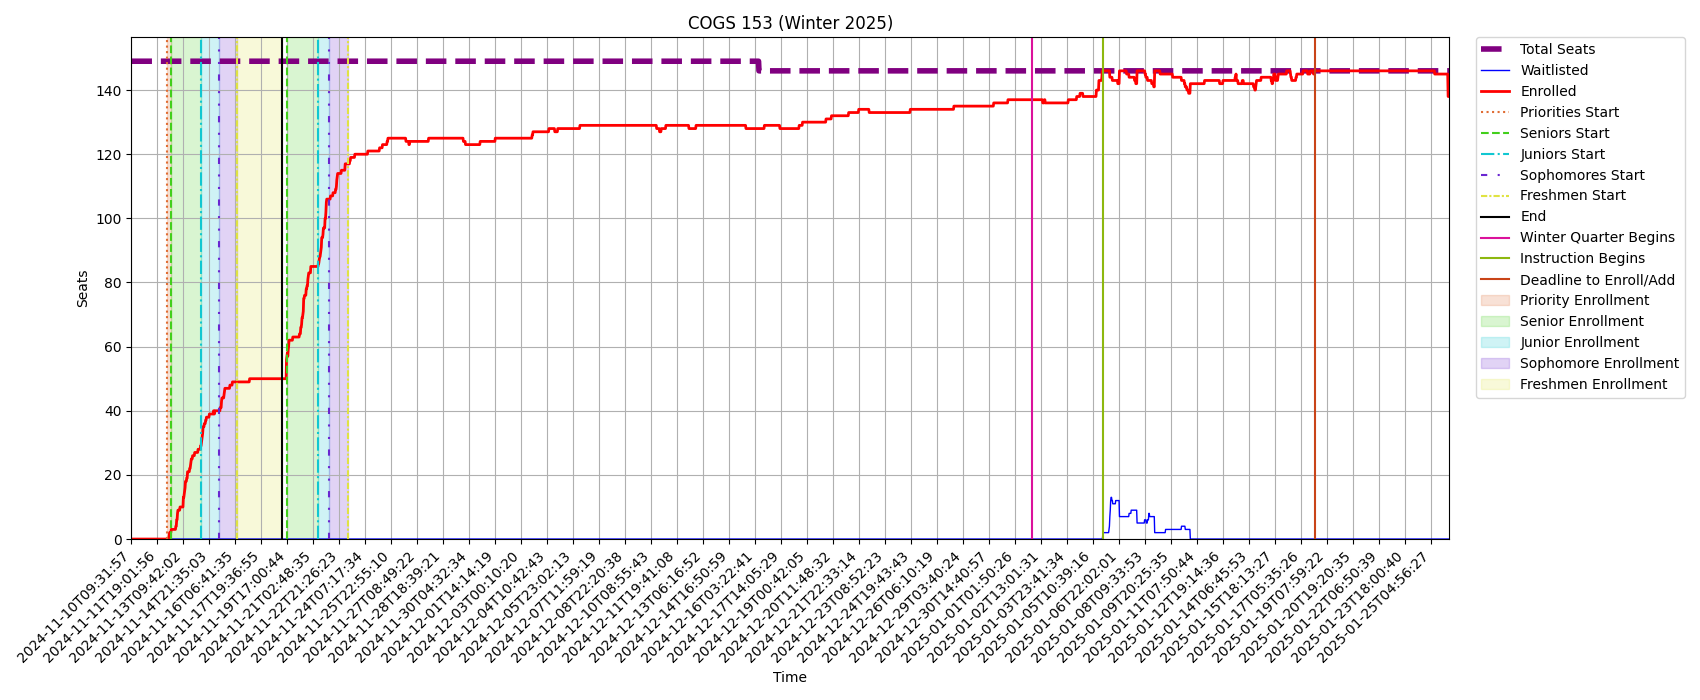 COGS 153 (Winter 2025)
Seats
140
120
100
80
60
40
20
0
2024-11-10T09:31:57
2024-11-11T19:01:56
2024-11-13T09:42:02
2024-11-14T21:35:03
2024-11-16T06:41:35
2024-11-17T19:36:55
2024-11-19T17:00:44
2024-11-21T02:48:35
2024-11-22T21:26:23
2024-11-24T07:17:34
2024-11-25T22:55:10
2024-11-28T08:49:22
2024-11-28T18:39:21
2024-11-30T04:32:34
2024-12-01T14:14:19
2024-12-03T00:10:20
2024-12-04T10:42:43
2024-12-05T23:02:13
2024-12-07T11:59:19
2024-12-08T22:20:38
2024-12-10T08:55:43
2024-12-11T19:41:08
2024-12-13T06:16:52
2024-12-14T16:50:59
2024-12-16T03:22:41
2024-12-17T14:05:29
2024-12-19T00:42:05
2024-12-20T11:48:32
2024-12-21T22:33:14
2024-12-23T08:52:23
2024-12-24T19:43:43
2024-12-26T06:10:19
2024-12-29T03:40:24
2024-12-30T14:40:57
2025-01-01T01:50:26
2025-01-02T13:01:31
2025-01-03T23:41:34
2025-01-05T10:39:16
2025-01-06T22:02:01
2025-01-08T09:33:53
2025-01-09T20:25:35
2025-01-11T07:50:44
2025-01-12T19:14:36
2025-01-14T06:45:53
2025-01-15T18:13:27
2025-01-17T05:35:26
2025-01-19T07:59:22
2025-01-20T19:20:35
2025-01-22T06:50:39
2025-01-23T18:00:40
2025-01-25T04:56:27
Time
Total Seats
Waitlisted
Enrolled
Priorities Start
Seniors Start
Juniors Start
Sophomores Start
Freshmen Start
End
Winter Quarter Begins
Instruction Begins
Deadline to Enroll/Add
Priority Enrollment
Senior Enrollment
Junior Enrollment
Sophomore Enrollment
Freshmen Enrollment